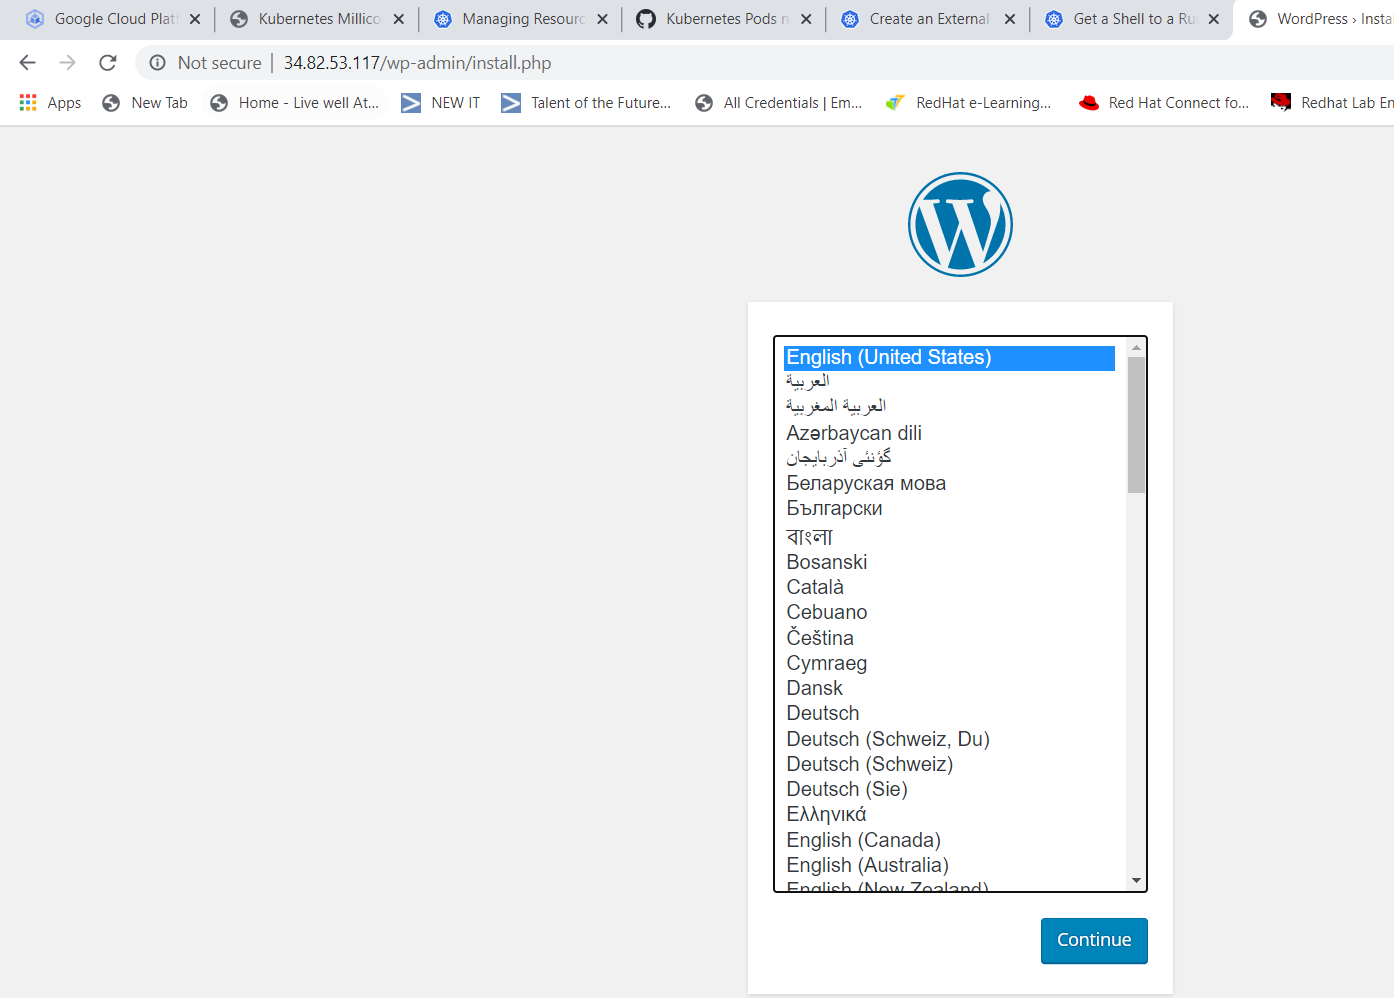 Google Cloud Plat
Kubernetes Millico
Managing Resourc
Kubernetes Pods n
Create an External
Get a Shell to a Ru
WordPress › Insta
Not secure | 34.82.53.117/wp-admin/install.php
Apps
New Tab
Home - Live well At...
NEW IT
Talent of the Future...
All Credentials | Em...
RedHat e-Learning...
Red Hat Connect fo...
Redhat Lab En
English (United States)
العربية
العربية المغربية
Azərbaycan dili
گؤنئی آذربایجان
Беларуская мова
Български
বাংলা
Bosanski
Català
Cebuano
Čeština
Cymraeg
Dansk
Deutsch
Deutsch (Schweiz, Du)
Deutsch (Schweiz)
Deutsch (Sie)
Ελληνικά
English (Canada)
English (Australia)
English (New Zealand)
Continue